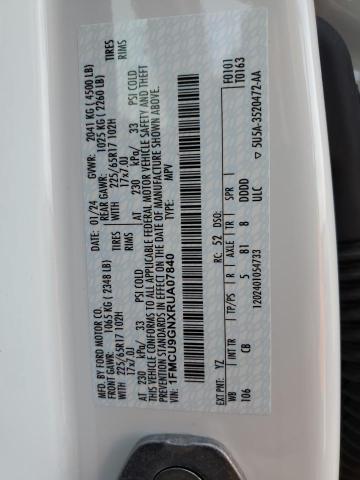 MFD. BY FORD MOTOR CO.
DATE: 01/24 GVWR: 2041 KG ( 4500 LB)
FRONT GAWR: 1065 KG ( 2348 LB) REAR GAWR: 1025 KG ( 2260 LB)
225/65R17 102H WITH 225/65R17 102H TIRES
17x7.0J 17x7.0J RIMS
AT 230 kPa/ 33 PSI COLD AT 230 kPa/ 33 PSI COLD
THIS VEHICLE CONFORMS TO ALL APPLICABLE FEDERAL MOTOR VEHICLE SAFETY AND THEFT
PREVENTION STANDARDS IN EFFECT ON THE DATE OF MANUFACTURE SHOWN ABOVE.
VIN: 1FMCU9GNXRUA07840
TYPE: MPV
F0101
T0163
EXT PNT: YZ RC: 52 DSO:
WB INT TR TP/PS R AXLE TR SPR
106 CB 5 81 8 DDDD
1202401054733 ULC
▽ 5U5A-3520472-AA